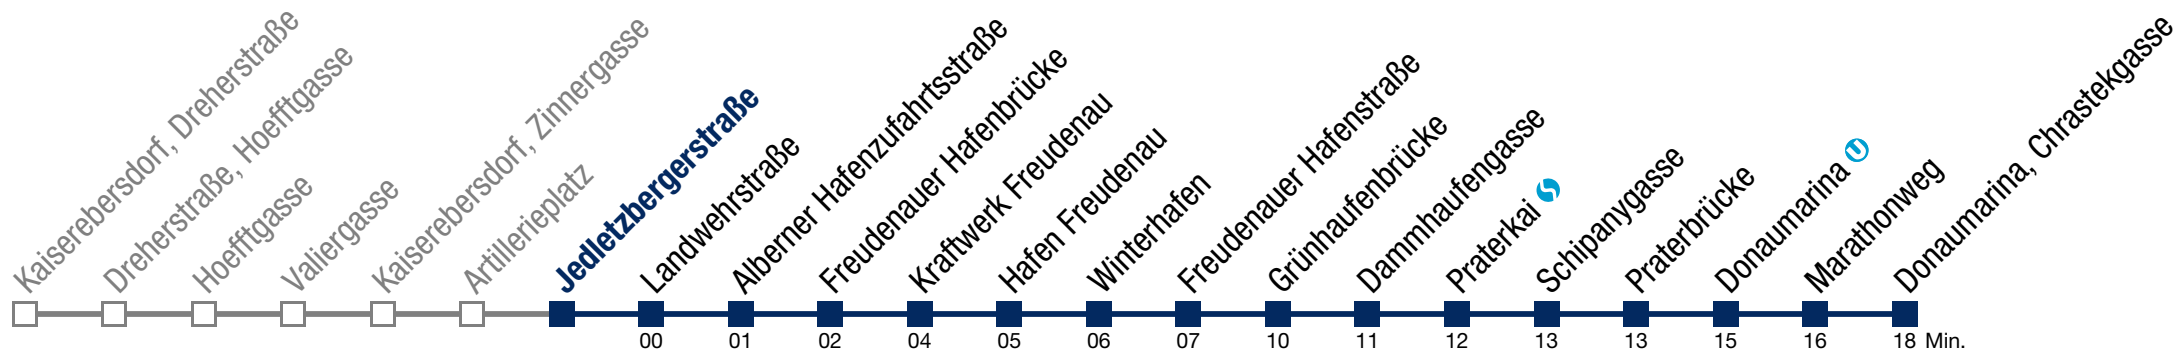 Kaiserebersdorf, Dreherstraße
Dreherstraße, Hoefftgasse
Hoefftgasse
Valiergasse
Kaiserebersdorf, Zinnergasse
Artillerieplatz
Jedletzbergerstraße
Landwehrstraße
Alberner Hafenzufahrtsstraße
Freudenauer Hafenbrücke
Kraftwerk Freudenau
Hafen Freudenau
Winterhafen
Freudenauer Hafenstraße
Grünhaufenbrücke
Dammhaufengasse
Praterkai S
Schipanygasse
Praterbrücke
Donaumarina U
Marathonweg
Donaumarina, Chrastekgasse
00 01 02 04 05 06 07 10 11 12 13 13 15 16 18 Min.